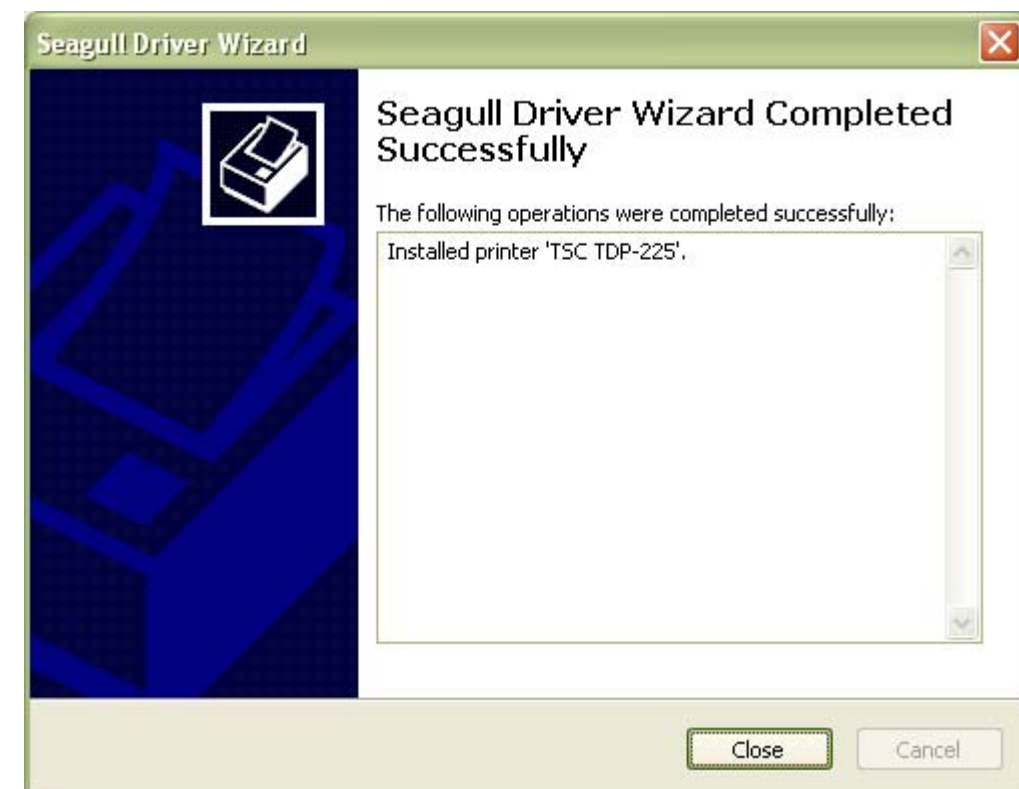 Seagull Driver Wizard
Seagull Driver Wizard Completed
Successfully
The following operations were completed successfully:
Installed printer 'TSC TDP-225'.
Close
Cancel